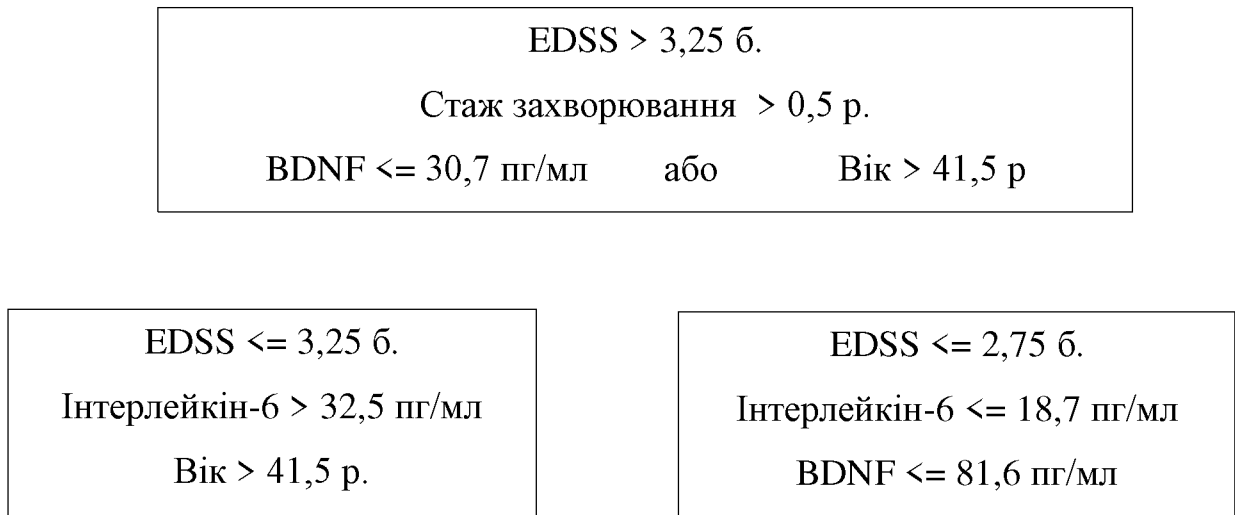 EDSS > 3,25 б.
Стаж захворювання > 0,5 р.
BDNF <= 30,7 пг/мл або Вік > 41,5 р
EDSS <= 3,25 б.
Інтерлейкін-6 > 32,5 пг/мл
Вік > 41,5 р.
EDSS <= 2,75 б.
Інтерлейкін-6 <= 18,7 пг/мл
BDNF <= 81,6 пг/мл